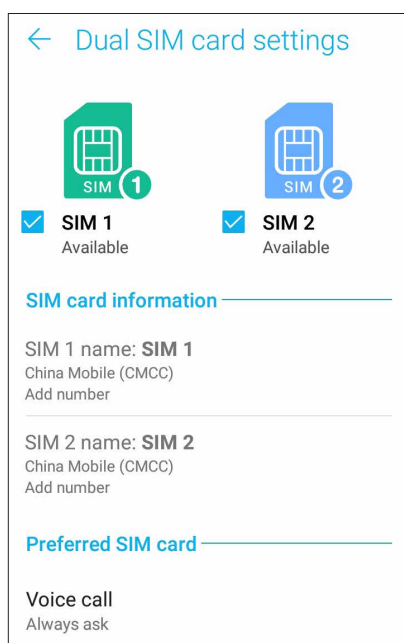 Dual SIM card settings
SIM 1
SIM 2
SIM 1
SIM 2
Available
Available
SIM card information
SIM 1 name: SIM 1
China Mobile (CMCC)
Add number
SIM 2 name: SIM 2
China Mobile (CMCC)
Add number
Preferred SIM card
Voice call
Always ask